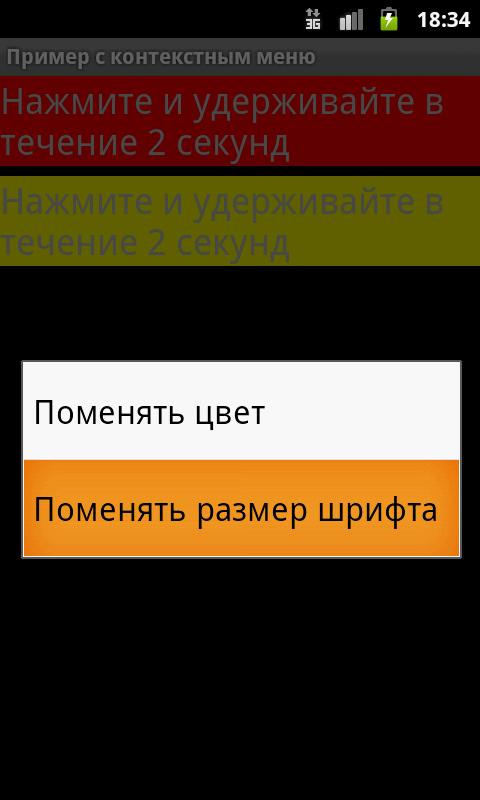 3G 18:34
Пример с контекстным меню
Нажмите и удерживайте в
течение 2 секунд
Нажмите и удерживайте в
течение 2 секунд
Поменять цвет
Поменять размер шрифта